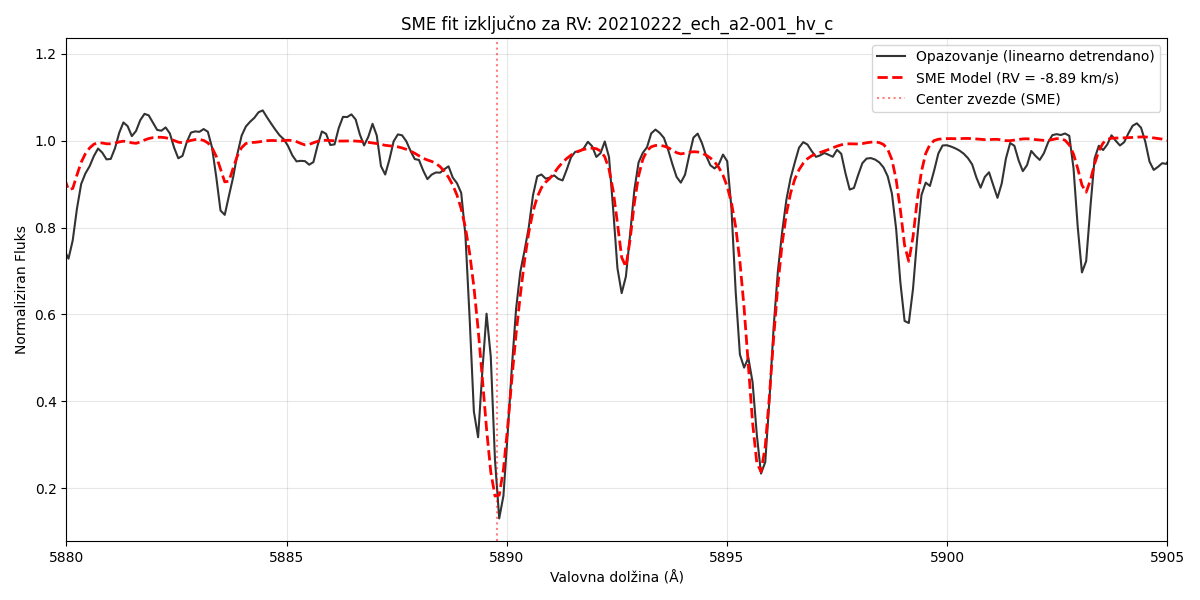 SME fit izključno za RV: 20210222_ech_a2-001_hv_c
Opazovanje (linearno detrendano)
SME Model (RV = -8.89 km/s)
Center zvezde (SME)
Normaliziran Fluks
1.2
1.0
0.8
0.6
0.4
0.2
5880
5885
5890
5895
5900
5905
Valovna dolžina (Å)